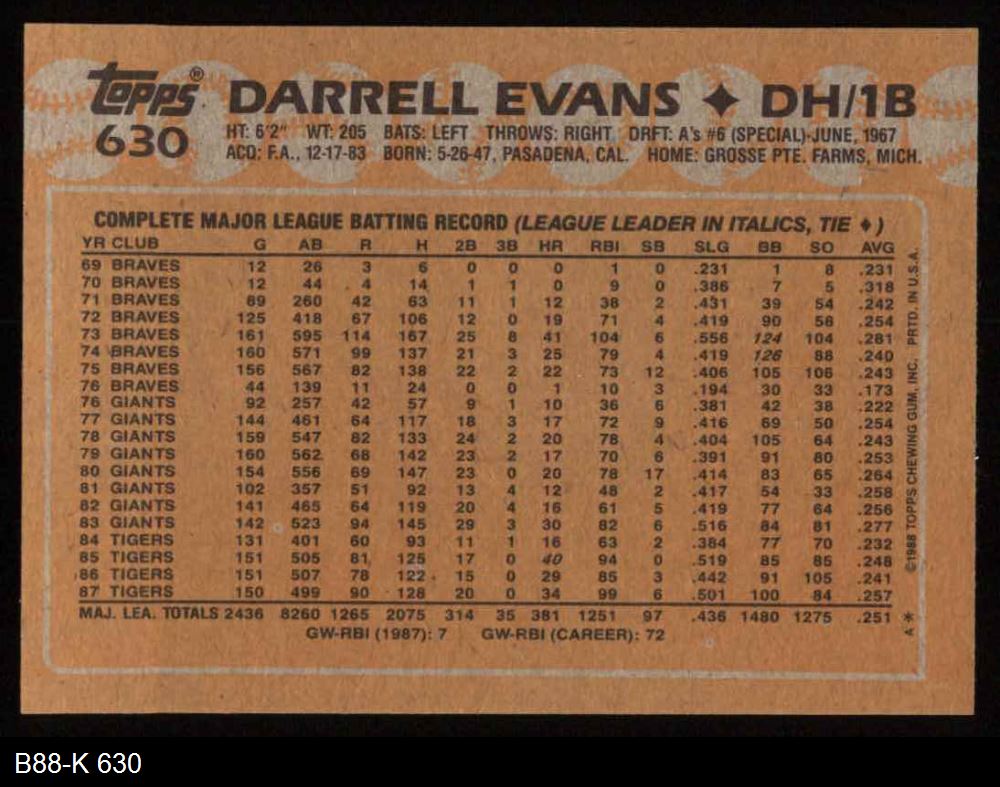 topps® DARRELL EVANS ✦ DH/1B
630 HT: 6'2" WT: 205 BATS: LEFT THROWS: RIGHT DRFT: A's #6 (SPECIAL)-JUNE, 1967
ACQ: F.A., 12-17-83 BORN: 5-26-47, PASADENA, CAL. HOME: GROSSE PTE. FARMS, MICH.
COMPLETE MAJOR LEAGUE BATTING RECORD (LEAGUE LEADER IN ITALICS, TIE ♦)
YR CLUB G AB R H 2B 3B HR RBI SB SLG BB SO AVG
69 BRAVES 12 26 3 6 0 0 0 1 0 .231 1 8 .231
70 BRAVES 12 44 4 14 1 1 0 9 0 .386 7 5 .318
71 BRAVES 89 260 42 63 11 1 12 38 2 .431 39 54 .242
72 BRAVES 125 418 67 106 12 0 19 71 4 .419 90 58 .254
73 BRAVES 161 595 114 167 25 8 41 104 6 .556 124 104 .281
74 BRAVES 160 571 99 137 21 3 25 79 4 .419 126 88 .240
75 BRAVES 156 567 82 138 22 2 22 73 12 .406 105 106 .243
76 BRAVES 44 139 11 24 0 0 1 10 3 .194 30 33 .173
76 GIANTS 92 257 42 57 9 1 10 36 6 .381 42 38 .222
77 GIANTS 144 461 64 117 18 3 17 72 9 .416 69 50 .254
78 GIANTS 159 547 82 133 24 2 20 78 4 .404 105 64 .243
79 GIANTS 160 562 68 142 23 2 17 70 6 .391 91 80 .253
80 GIANTS 154 556 69 147 23 0 20 78 17 .414 83 65 .264
81 GIANTS 102 357 51 92 13 4 12 48 2 .417 54 33 .258
82 GIANTS 141 465 64 119 20 4 16 61 5 .419 77 64 .256
83 GIANTS 142 523 94 145 29 3 30 82 6 .516 84 81 .277
84 TIGERS 131 401 60 93 11 1 16 63 2 .384 77 70 .232
85 TIGERS 151 505 81 125 17 0 40 94 0 .519 85 85 .248
86 TIGERS 151 507 78 122 15 0 29 85 3 .442 91 105 .241
87 TIGERS 150 499 90 128 20 0 34 99 6 .501 100 84 .257
MAJ. LEA. TOTALS 2436 8260 1265 2075 314 35 381 1251 97 .436 1480 1275 .251
GW-RBI (1987): 7 GW-RBI (CAREER): 72
A* ©1988 TOPPS CHEWING GUM, INC. PRTD. IN U.S.A.
B88-K 630